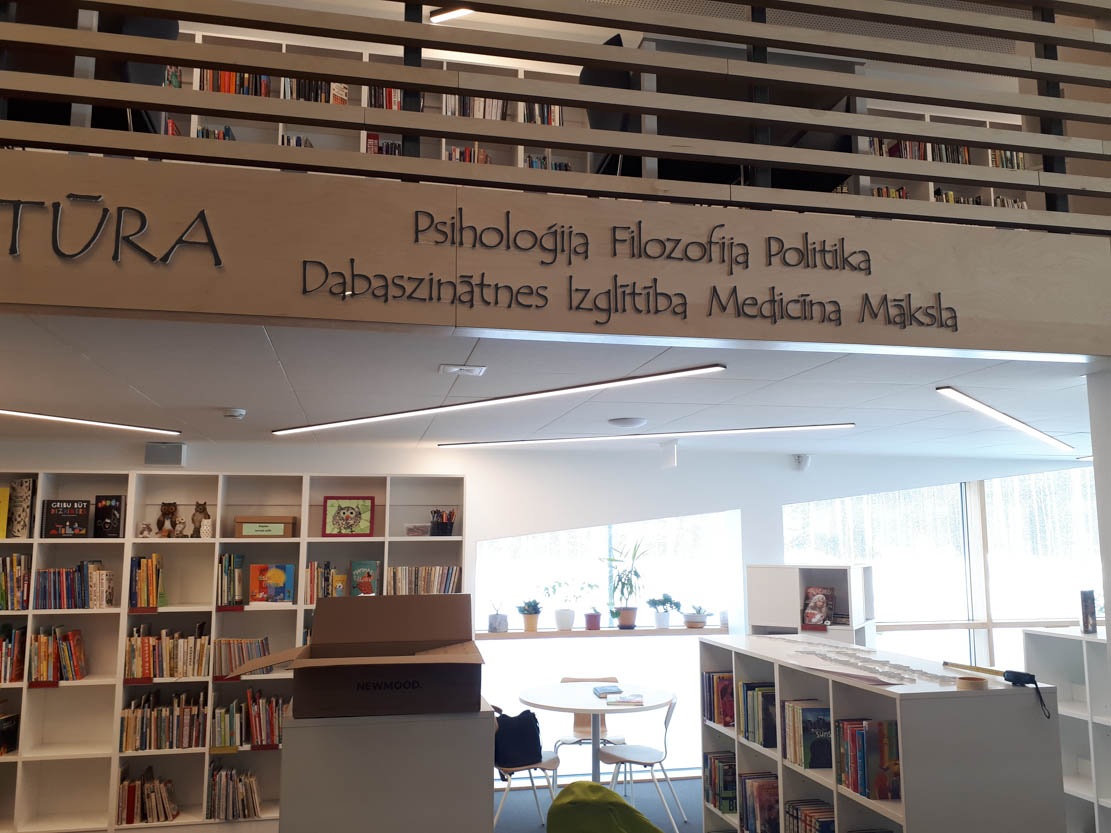 TŪRA
Psiholoģija Filozofija Politika
Dabaszinātnes Izglītība Medicīna Māksla
GRIBU BŪT
NEWMOOD.